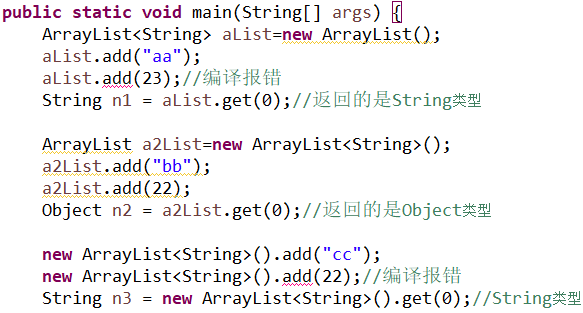 public static void main(String[] args) {
ArrayList<String> aList=new ArrayList();
aList.add("aa");
aList.add(23);//编译报错
String n1 = aList.get(0);//返回的是String类型
ArrayList a2List=new ArrayList<String>();
a2List.add("bb");
a2List.add(22);
Object n2 = a2List.get(0);//返回的是Object类型
new ArrayList<String>().add("cc");
new ArrayList<String>().add(22);//编译报错
String n3 = new ArrayList<String>().get(0);//String类型